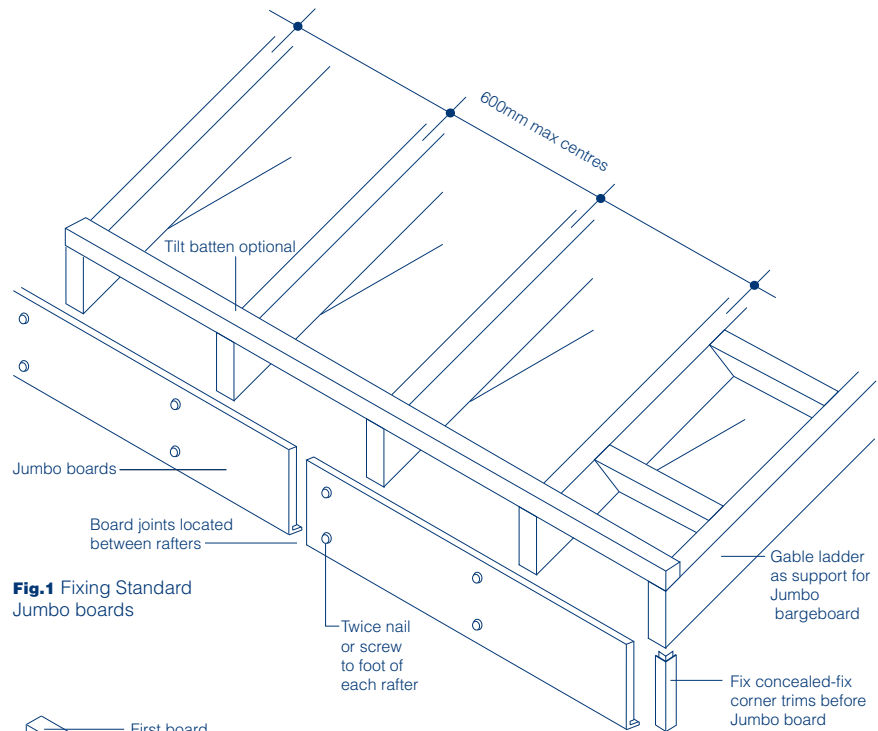 600mm max centres
Tilt batten optional
Jumbo boards
Board joints located
between rafters
Fig.1 Fixing Standard
Jumbo boards
Twice nail
or screw
to foot of
each rafter
Gable ladder
as support for
Jumbo
bargeboard
Fix concealed-fix
corner trims before
Jumbo board
First board